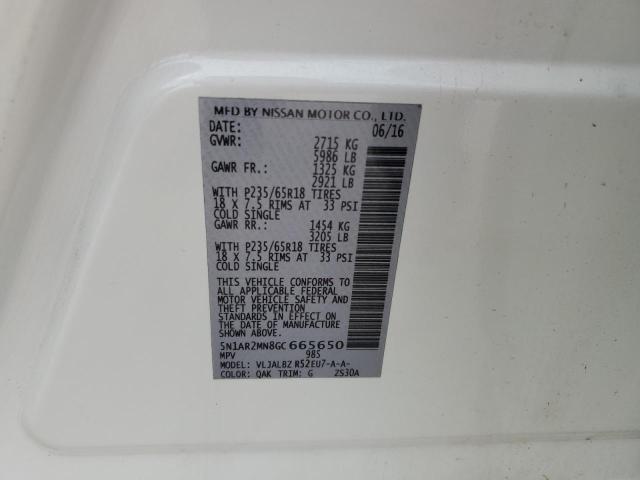 MFD BY NISSAN MOTOR CO., LTD.
DATE: 06/16
GVWR: 2715 KG
5986 LB
GAWR FR.: 1325 KG
2921 LB
WITH P235/65R18 TIRES
18 X 7.5 RIMS AT 33 PSI
COLD SINGLE
GAWR RR.: 1454 KG
3205 LB
WITH P235/65R18 TIRES
18 X 7.5 RIMS AT 33 PSI
COLD SINGLE
THIS VEHICLE CONFORMS TO
ALL APPLICABLE FEDERAL
MOTOR VEHICLE SAFETY AND
THEFT PREVENTION
STANDARDS IN EFFECT ON THE
DATE OF MANUFACTURE
SHOWN ABOVE.
5N1AR2MN8GC665650
MPV 985
MODEL: VLJALBZ R52EU7-A-A-
COLOR: QAK TRIM: G ZS30A